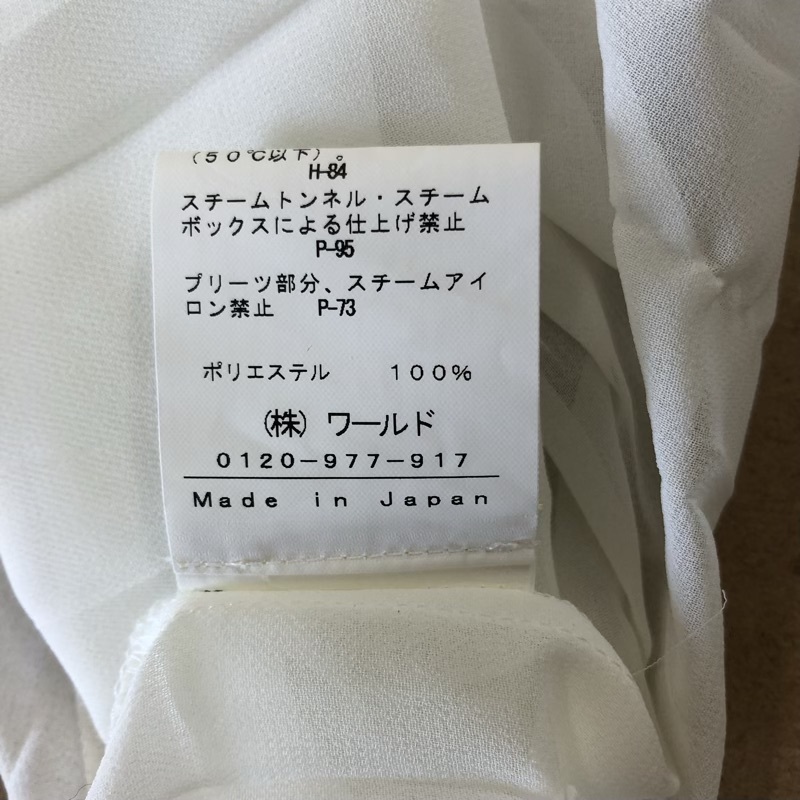 (50℃以下)。
H-84
スチームトンネル・スチーム
ボックスによる仕上げ禁止
P-95
プリーツ部分、スチームアイ
ロン禁止 P-73
ポリエステル 100%
(株) ワールド
0120-977-917
Made in Japan